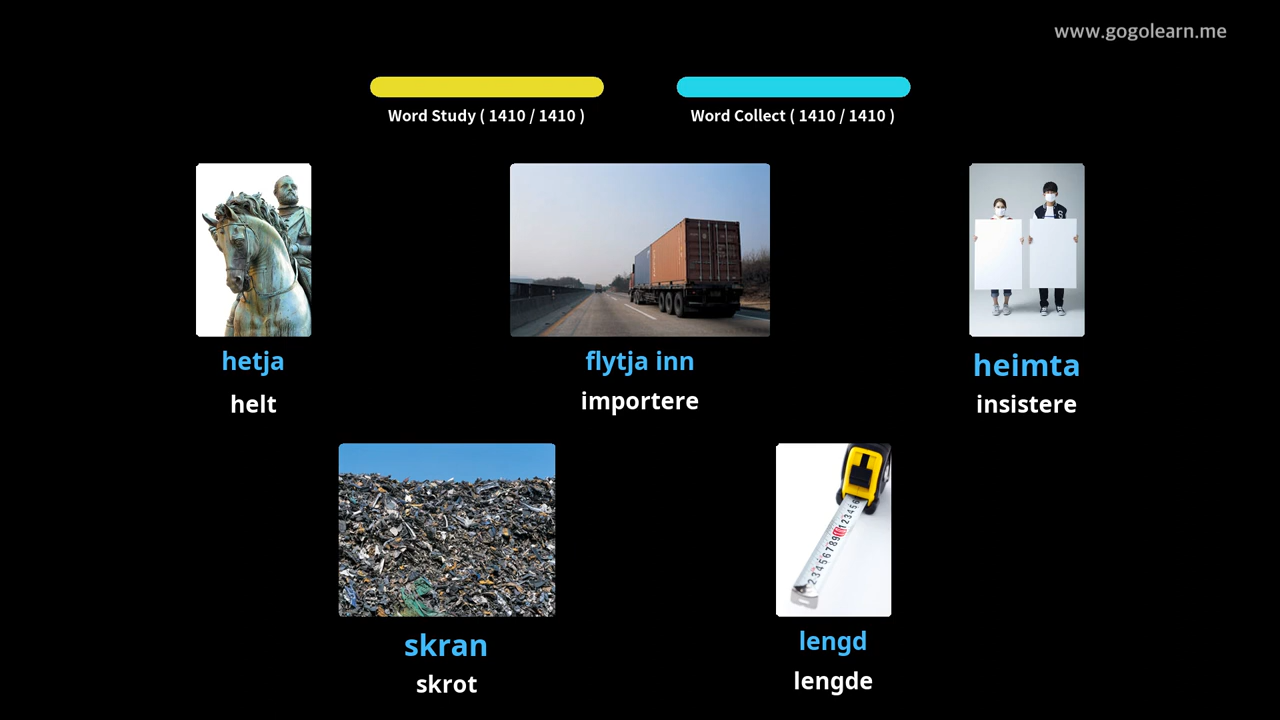 www.gogolearn.me
Word Study ( 1410 / 1410 )
Word Collect ( 1410 / 1410 )
hetja
helt
flytja inn
importere
heimta
insistere
skran
skrot
lengd
lengde